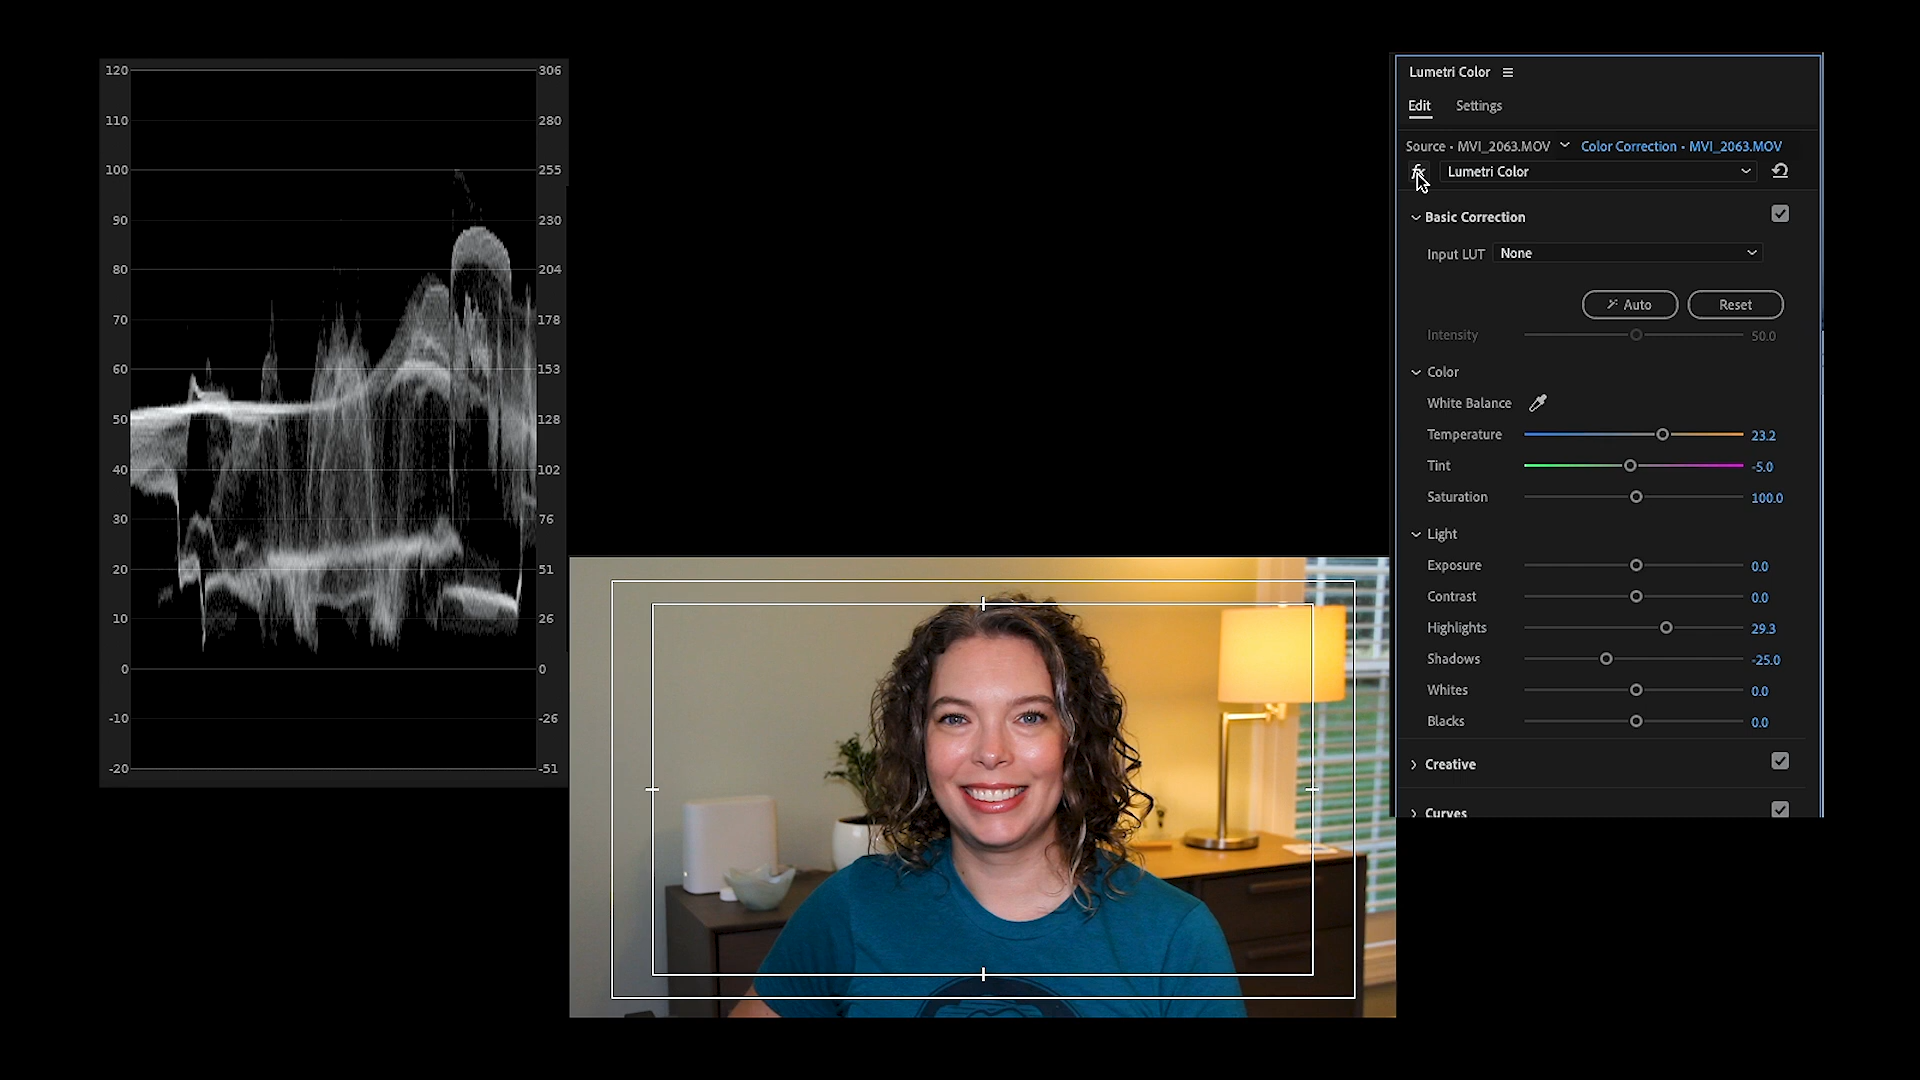 120 306
110 280
100 255
90 230
80 204
70 178
60 153
50 128
40 102
30 76
20 51
10 26
0 0
-10 -26
-20 -51
Lumetri Color
Edit Settings
Source • MVI_2063.MOV Color Correction • MVI_2063.MOV
fx Lumetri Color
Basic Correction
Input LUT None
Auto Reset
Intensity 50.0
Color
White Balance
Temperature 23.2
Tint -5.0
Saturation 100.0
Light
Exposure 0.0
Contrast 0.0
Highlights 29.3
Shadows -25.0
Whites 0.0
Blacks 0.0
Creative
Curves